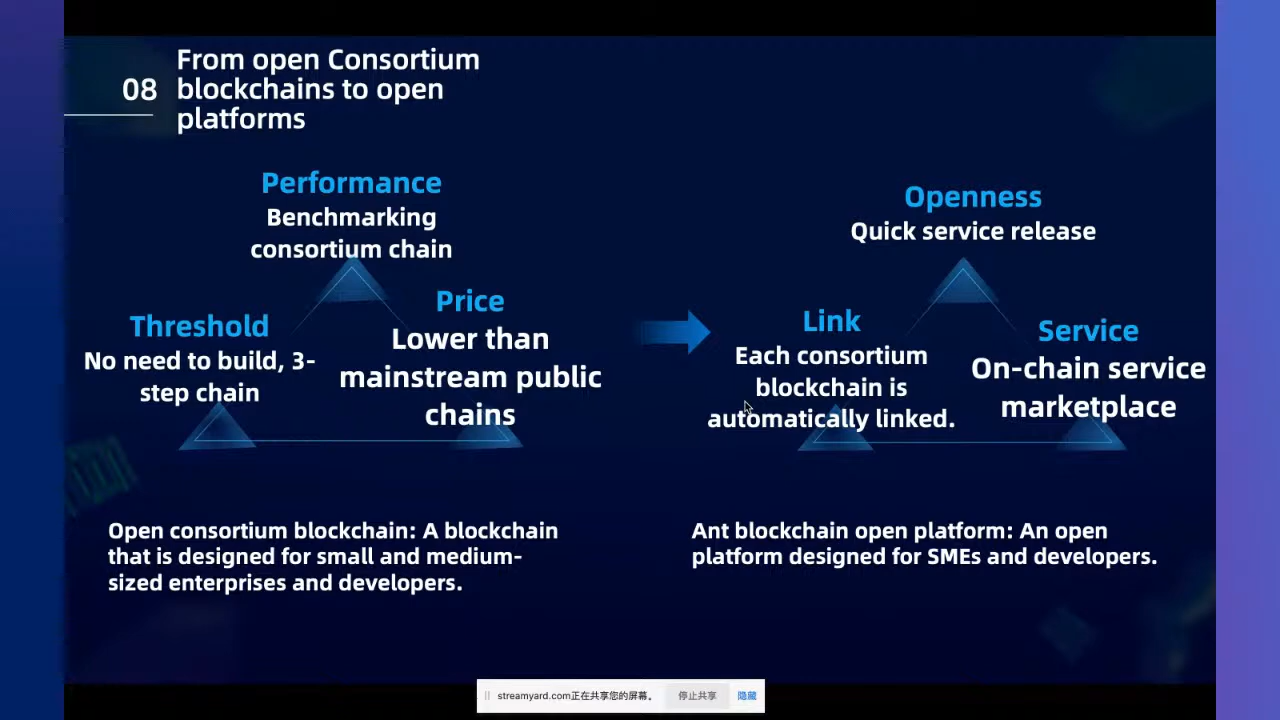 08
From open Consortium
blockchains to open
platforms
Performance
Benchmarking
consortium chain
Threshold
No need to build, 3-
step chain
Price
Lower than
mainstream public
chains
Openness
Quick service release
Link
Each consortium
blockchain is
automatically linked.
Service
On-chain service
marketplace
Open consortium blockchain: A blockchain
that is designed for small and medium-
sized enterprises and developers.
Ant blockchain open platform: An open
platform designed for SMEs and developers.
streamyard.com正在共享您的屏幕。 停止共享 隐藏